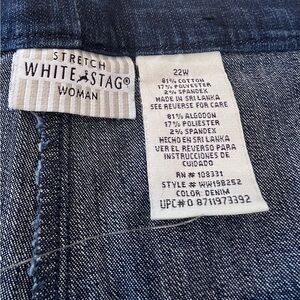 STRETCH
WHITE STAG®
WOMAN
22W
81% COTTON
17% POLYESTER
2% SPANDEX
MADE IN SRI LANKA
SEE REVERSE FOR CARE
81% ALGODON
17% POLIESTER
2% SPANDEX
HECHO EN SRI LANKA
VER EL REVERSO PARA
INSTRUCCIONES DE
CUIDADO
RN# 108331
STYLE # WW198252
COLOR: DENIM
UPC#0 8711973392